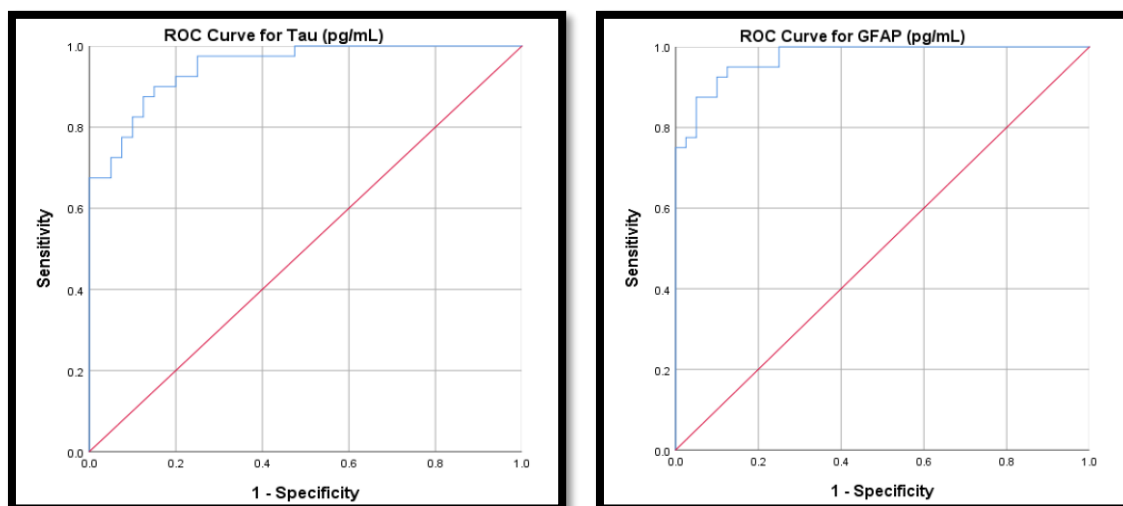 ROC Curve for Tau (pg/mL)
1.0
0.8
0.6
0.4
0.2
0.0
Sensitivity
0.0 0.2 0.4 0.6 0.8 1.0
1 - Specificity
ROC Curve for GFAP (pg/mL)
1.0
0.8
0.6
0.4
0.2
0.0
Sensitivity
0.0 0.2 0.4 0.6 0.8 1.0
1 - Specificity